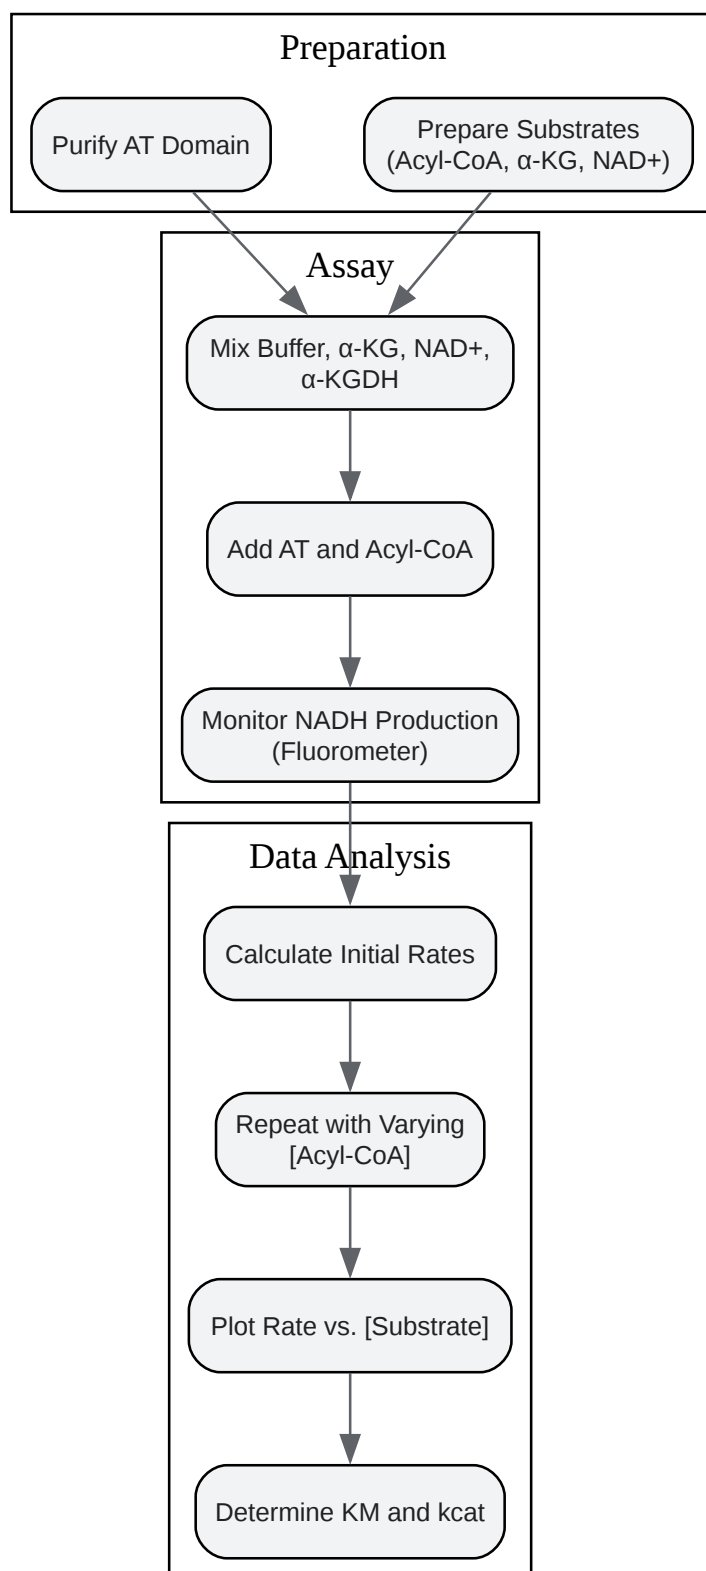 Preparation
Purify AT Domain
Prepare Substrates
(Acyl-CoA, α-KG, NAD+)
Assay
Mix Buffer, α-KG, NAD+,
α-KGDH
Add AT and Acyl-CoA
Monitor NADH Production
(Fluorometer)
Data Analysis
Calculate Initial Rates
Repeat with Varying
[Acyl-CoA]
Plot Rate vs. [Substrate]
Determine KM and kcat